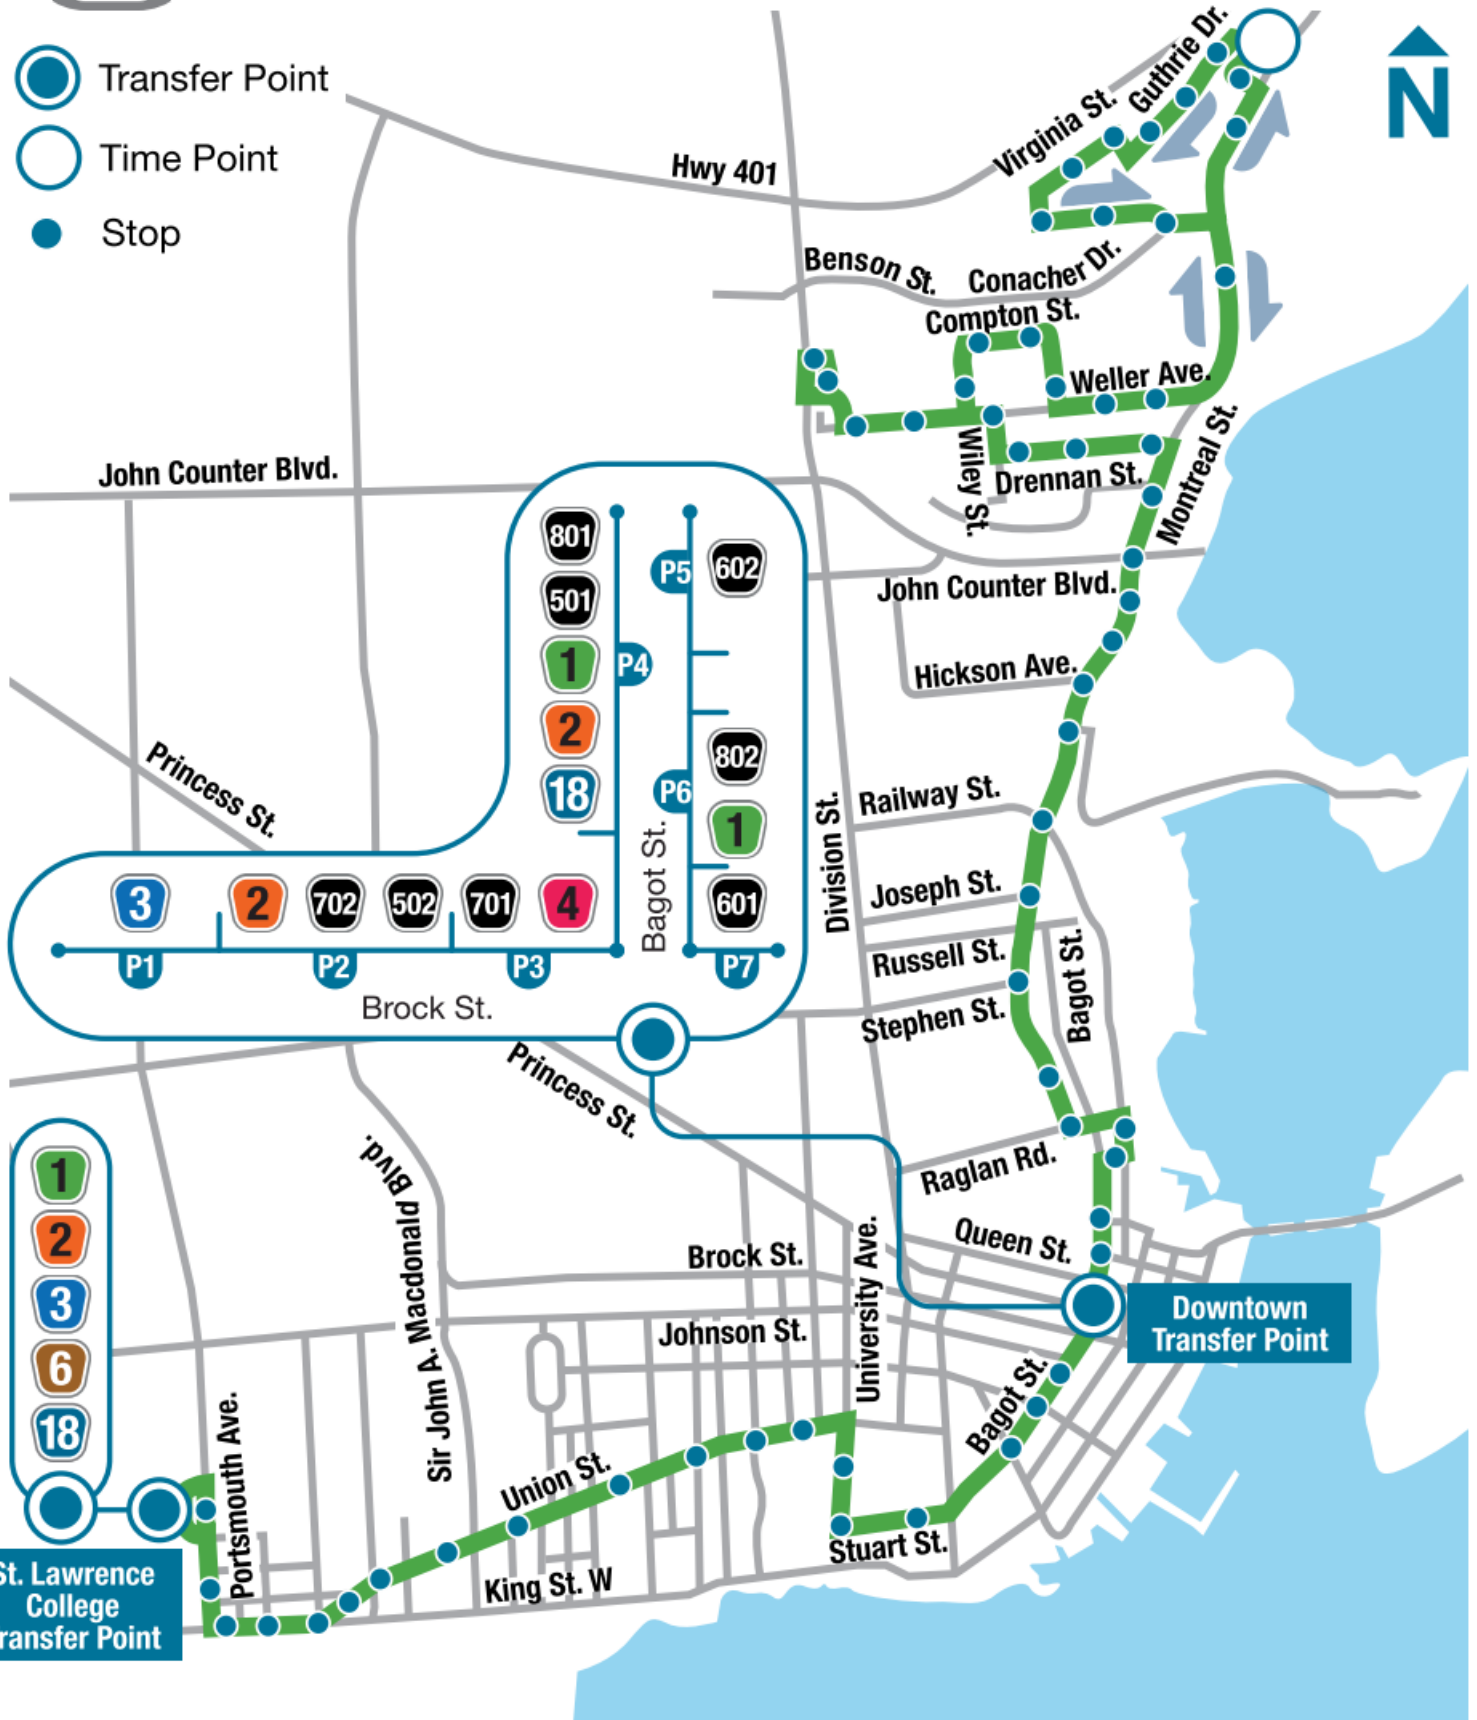 Transfer Point
Time Point
Stop
N
Guthrie Dr.
Virginia St.
Hwy 401
Benson St.
Conacher Dr.
Compton St.
Weller Ave.
Montreal St.
Wiley St.
Drennan St.
John Counter Blvd.
John Counter Blvd.
Hickson Ave.
801
501
1
2
18
P4
P5
602
P6
802
1
601
P7
Bagot St.
3
2
702
502
701
4
P1
P2
P3
Brock St.
Princess St.
Division St.
Railway St.
Joseph St.
Russell St.
Stephen St.
Bagot St.
Raglan Rd.
Princess St.
Queen St.
Downtown
Transfer Point
Sir John A. Macdonald Blvd.
Brock St.
Johnson St.
University Ave.
Bagot St.
Union St.
Stuart St.
King St. W
Portsmouth Ave.
1
2
3
6
18
St. Lawrence
College
ransfer Point